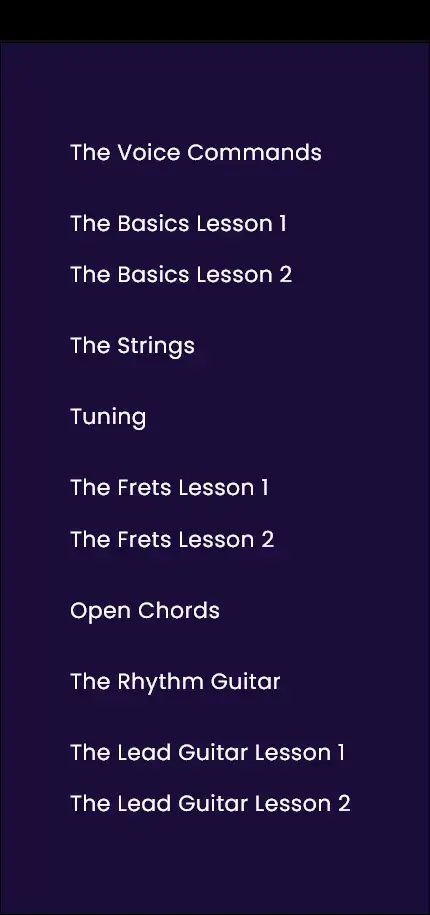 The Voice Commands
The Basics Lesson 1
The Basics Lesson 2
The Strings
Tuning
The Frets Lesson 1
The Frets Lesson 2
Open Chords
The Rhythm Guitar
The Lead Guitar Lesson 1
The Lead Guitar Lesson 2